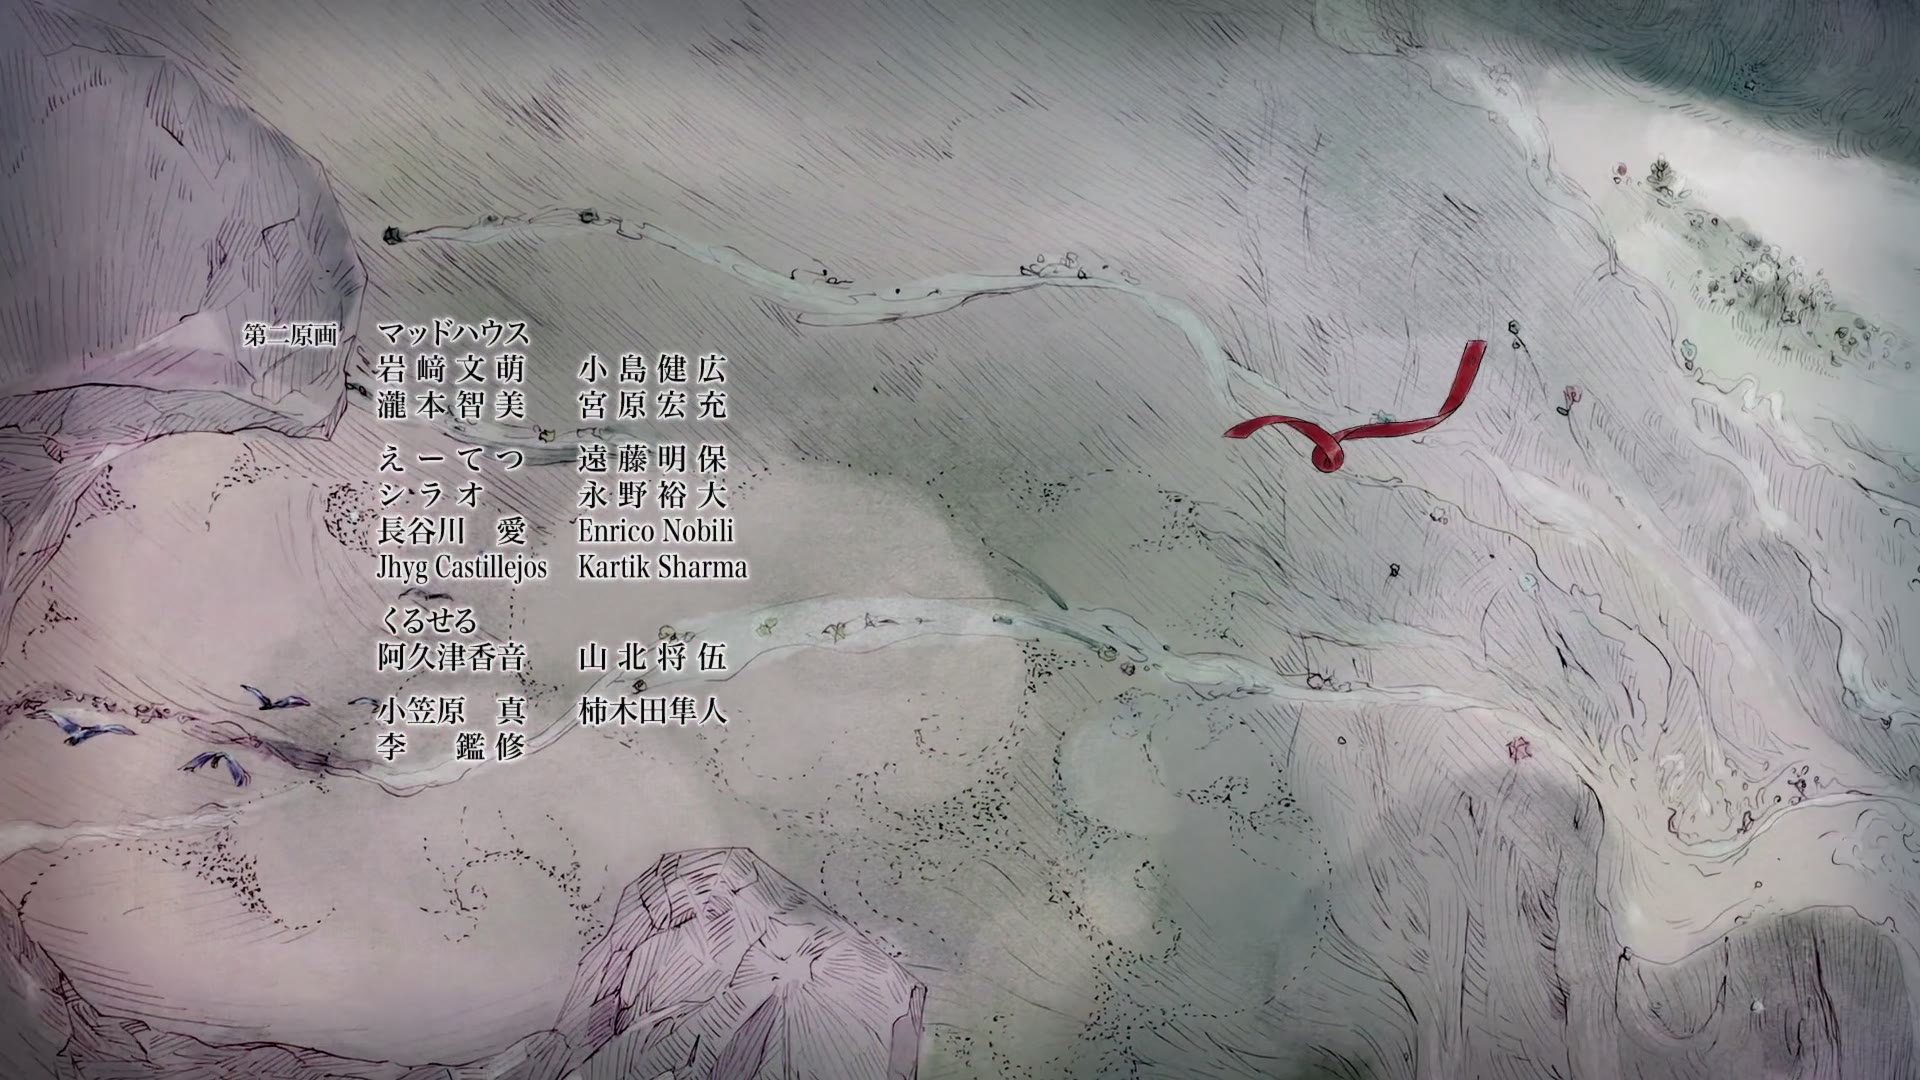 第二原画 マッドハウス
岩﨑文萌 小島健広
瀧本智美 宮原宏充
えーてつ 遠藤明保
シラオ 永野裕大
長谷川 愛 Enrico Nobili
Jhyg Castillejos Kartik Sharma
くるせる
阿久津香音 山北将伍
小笠原 真 柿木田隼人
李 鑑修